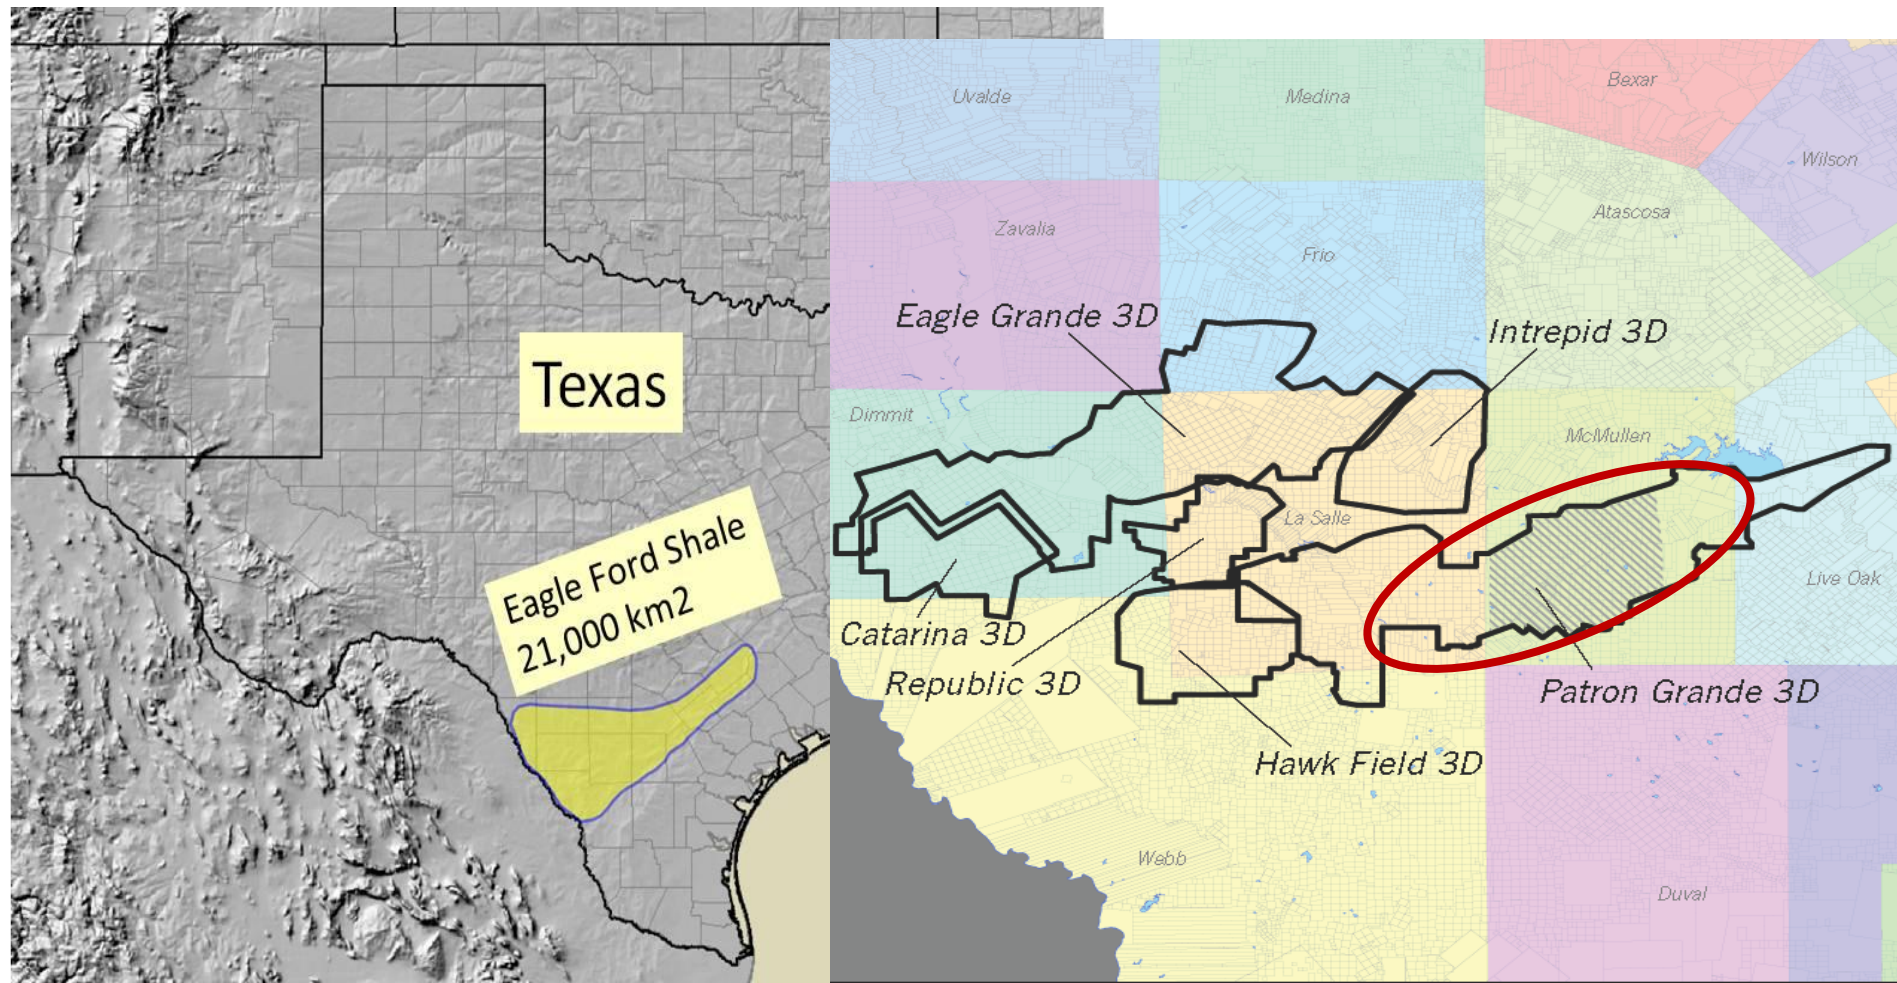 Texas
Eagle Ford Shale
21,000 km2
Uvalde
Medina
Bexar
Wilson
Zavalia
Frio
Atascosa
Eagle Grande 3D
Intrepid 3D
Dimmit
McMullen
La Salle
Live Oak
Catarina 3D
Republic 3D
Patron Grande 3D
Hawk Field 3D
Webb
Duval